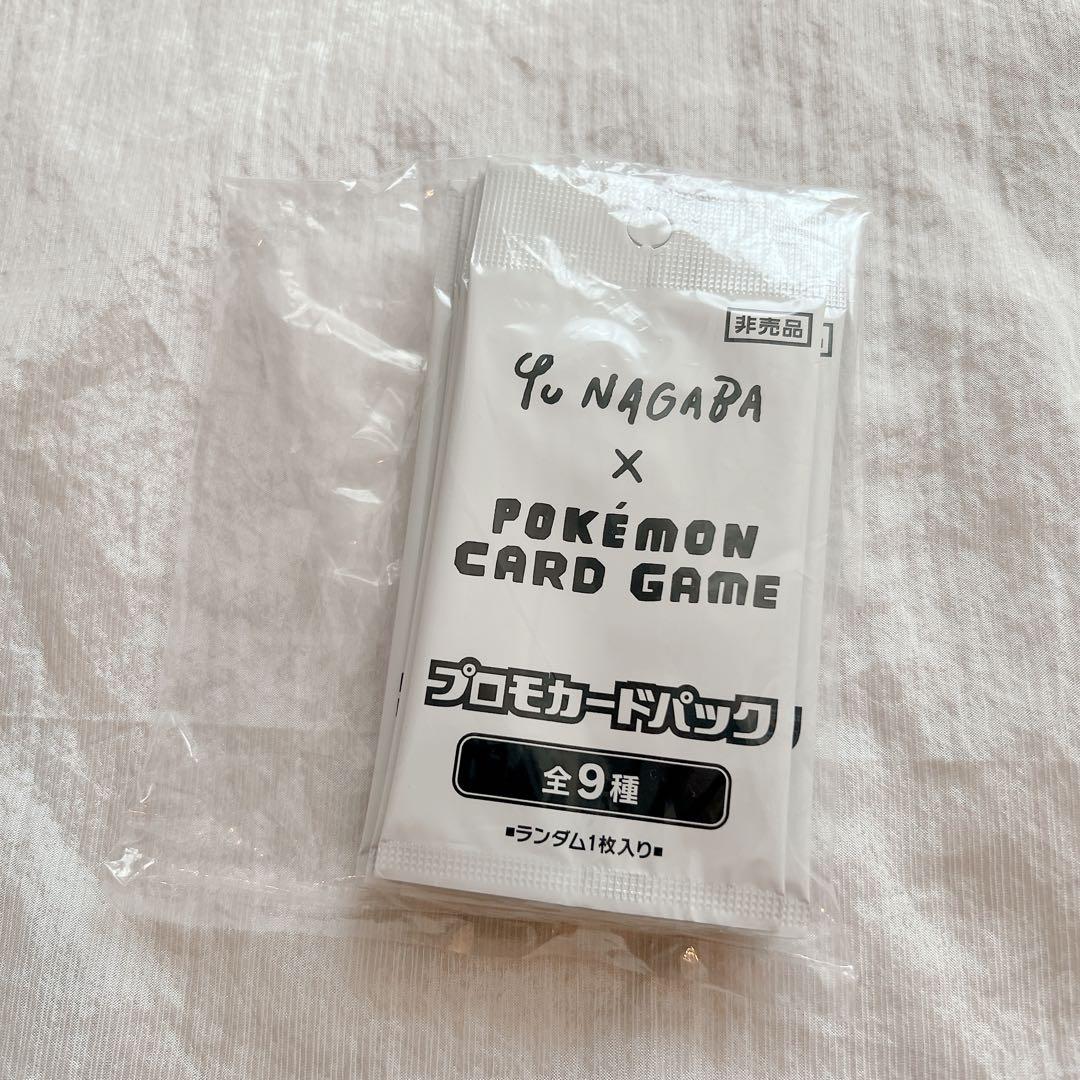 非売品
Yu NAGABA
×
POKÉMON
CARD GAME
プロモカードパック
全9種
■ランダム1枚入り■